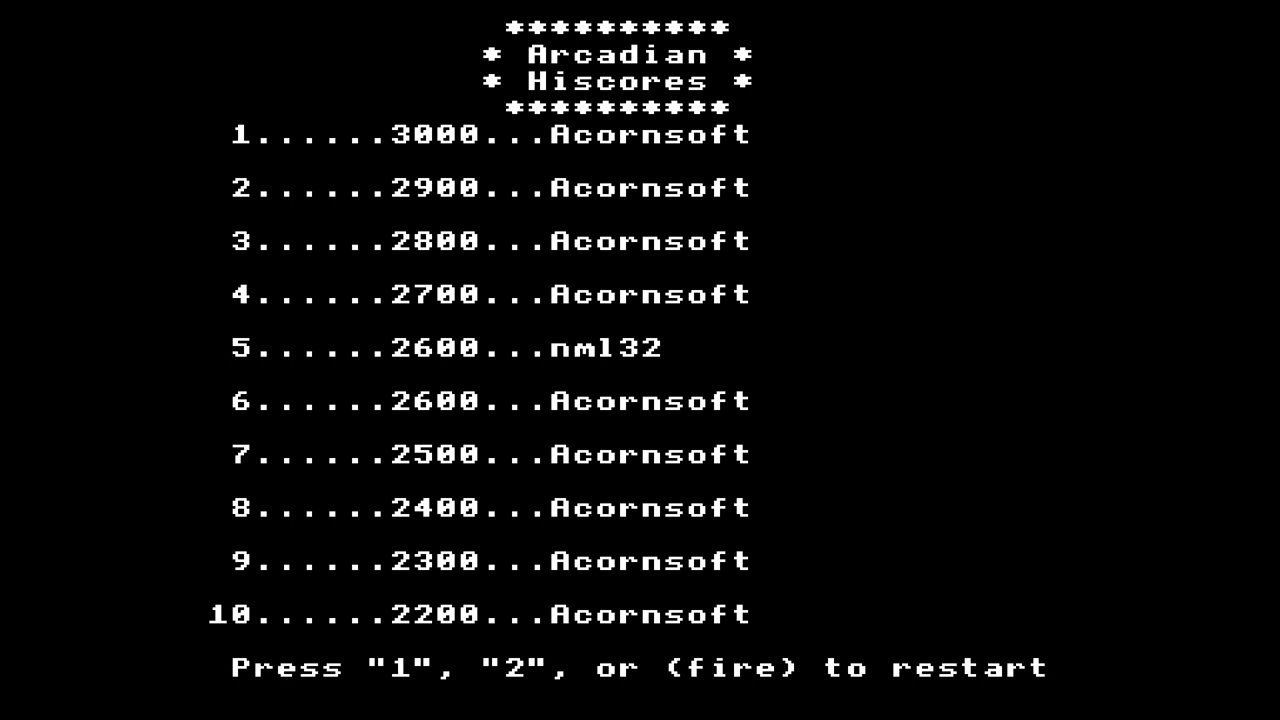 **********
* Arcadian *
* Hiscores *
**********
1......3000...Acornsoft
2......2900...Acornsoft
3......2800...Acornsoft
4......2700...Acornsoft
5......2600...nml32
6......2600...Acornsoft
7......2500...Acornsoft
8......2400...Acornsoft
9......2300...Acornsoft
10......2200...Acornsoft
Press "1", "2", or (fire) to restart